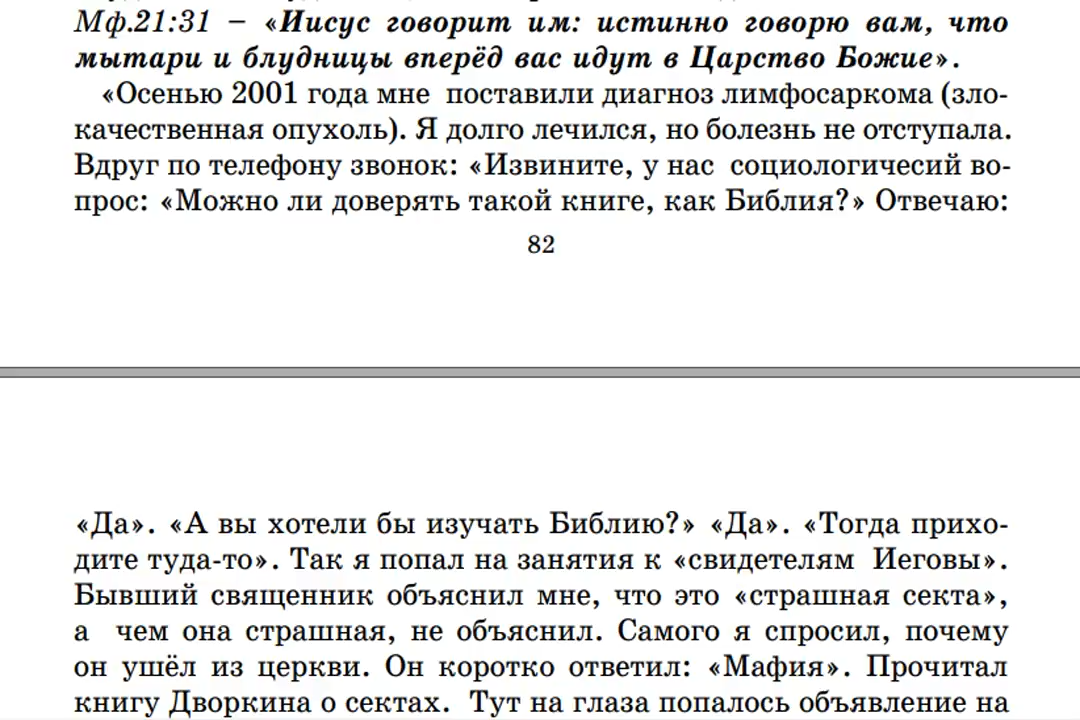 Мф.21:31 – «Иисус говорит им: истинно говорю вам, что
мытари и блудницы вперёд вас идут в Царство Божие».
«Осенью 2001 года мне поставили диагноз лимфосаркома (зло-
качественная опухоль). Я долго лечился, но болезнь не отступала.
Вдруг по телефону звонок: «Извините, у нас социологичесий во-
прос: «Можно ли доверять такой книге, как Библия?» Отвечаю:
82
«Да». «А вы хотели бы изучать Библию?» «Да». «Тогда прихо-
дите туда-то». Так я попал на занятия к «свидетелям Иеговы».
Бывший священник объяснил мне, что это «страшная секта»,
а чем она страшная, не объяснил. Самого я спросил, почему
он ушёл из церкви. Он коротко ответил: «Мафия». Прочитал
книгу Дворкина о сектах. Тут на глаза попалось объявление на